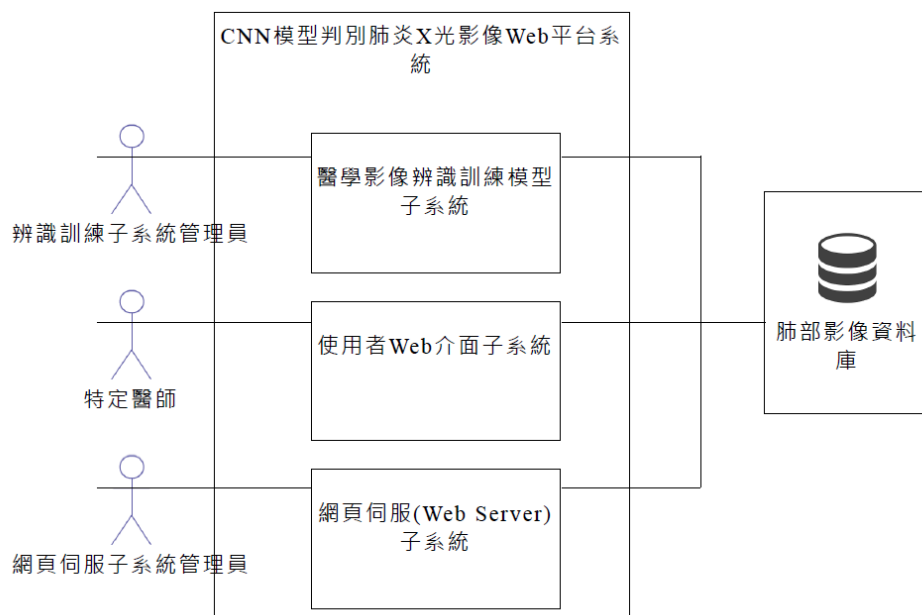 CNN模型判別肺炎X光影像Web平台系
統
醫學影像辨識訓練模型
子系統
辨識訓練子系統管理員
使用者Web介面子系統
肺部影像資料
庫
特定醫師
網頁伺服(Web Server)
子系統
網頁伺服子系統管理員